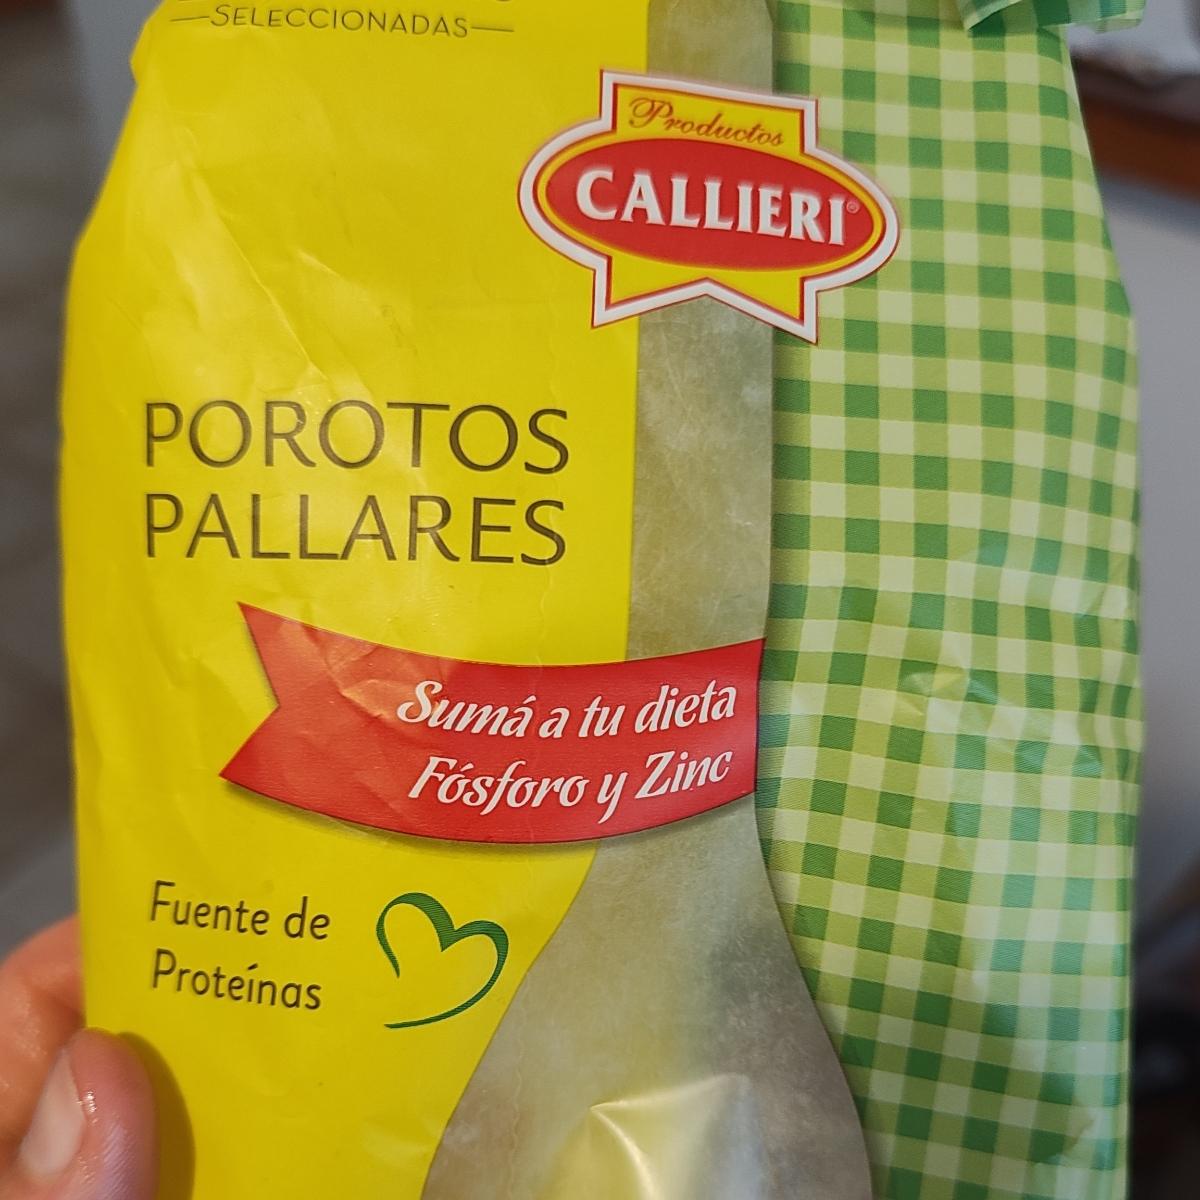 SELECCIONADAS
Productos
CALLIERI®
POROTOS
PALLARES
Sumá a tu dieta
Fósforo y Zinc
Fuente de
Proteínas